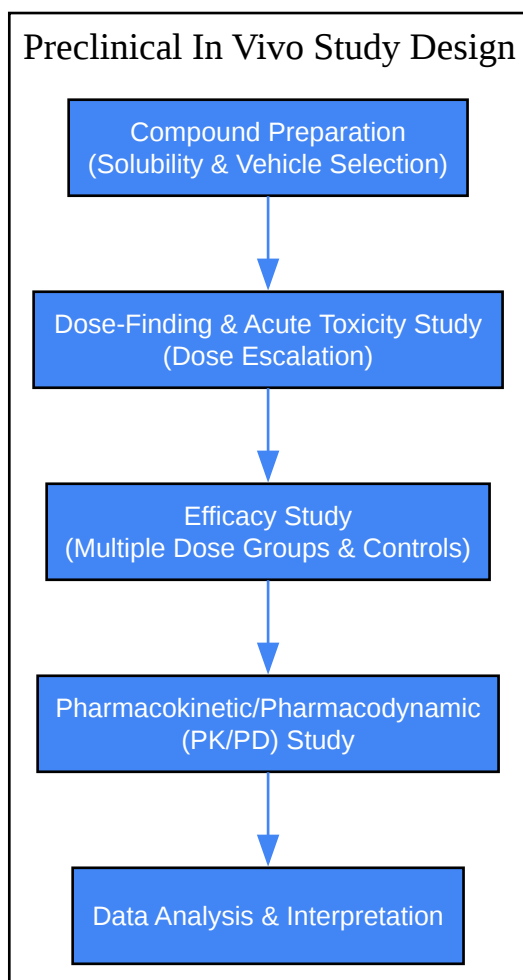 Preclinical In Vivo Study Design
Compound Preparation
(Solubility & Vehicle Selection)
Dose-Finding & Acute Toxicity Study
(Dose Escalation)
Efficacy Study
(Multiple Dose Groups & Controls)
Pharmacokinetic/Pharmacodynamic
(PK/PD) Study
Data Analysis & Interpretation